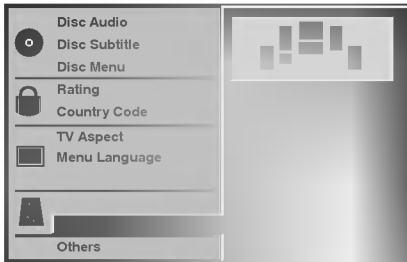 Disc Audio
Disc Subtitle
Disc Menu
Rating
Country Code
TV Aspect
Menu Language
Others